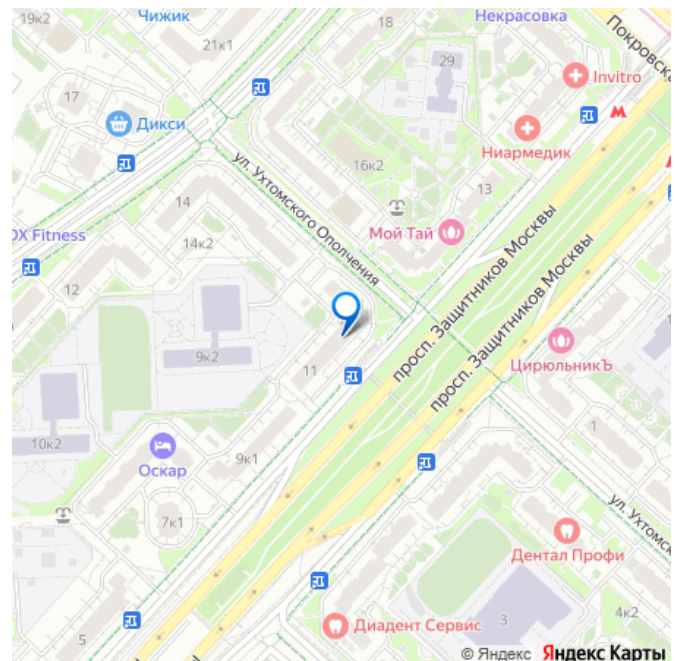 19к2
Чижик
18
Некрасовка
21к1
29
Покровска
Invitro
17
Дикси
Ниармедик
16к2
ул. Ухтомского Ополчения
14
13
Мой Тай
OX Fitness
14к2
12
просп. Защитников Москвы
просп. Защитников Москвы
ЦирюльникЪ
9к2
11
10к2
Оскар
9к1
1
7к1
ул. Ухтомск
Дентал Профи
Диадент Сервис
3
4к2
5
© Яндекс Яндекс Карты